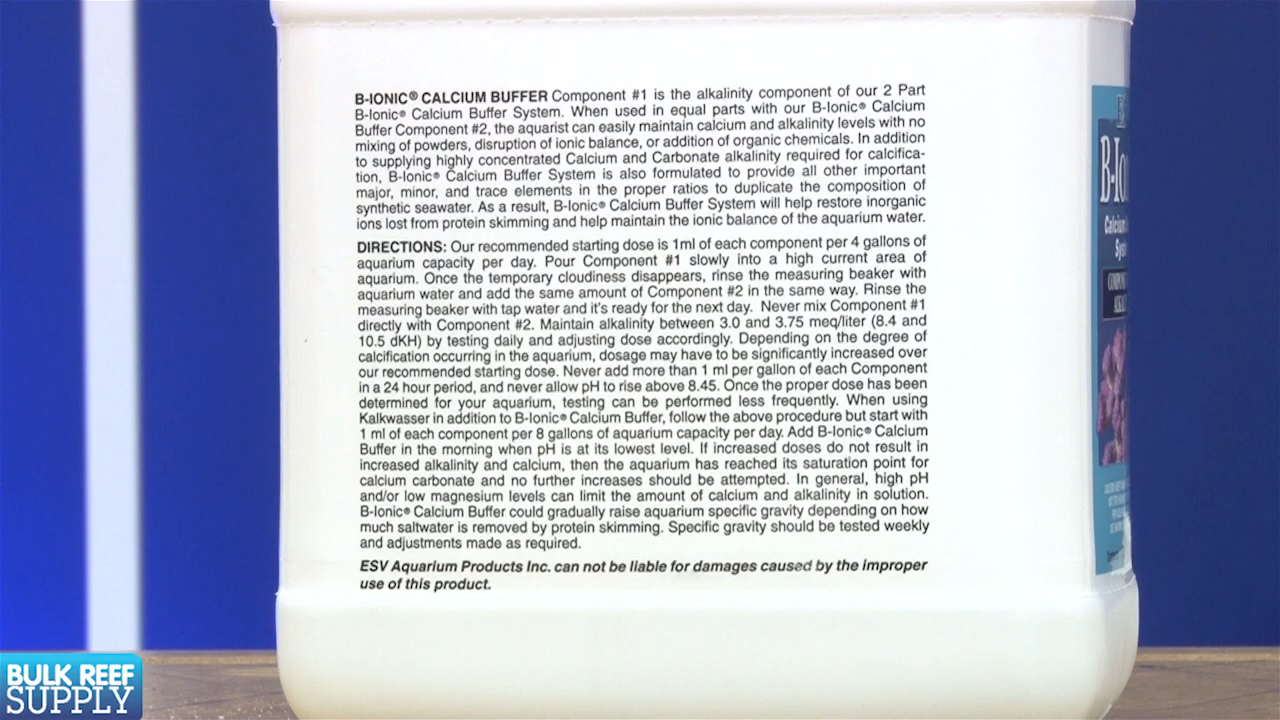 B-IONIC® CALCIUM BUFFER Component #1 is the alkalinity component of our 2 Part
B-Ionic® Calcium Buffer System. When used in equal parts with our B-Ionic® Calcium
Buffer Component #2, the aquarist can easily maintain calcium and alkalinity levels with no
mixing of powders, disruption of ionic balance, or addition of organic chemicals. In addition
to supplying highly concentrated Calcium and Carbonate alkalinity required for calcifica-
tion, B-Ionic® Calcium Buffer System is also formulated to provide all other important
major, minor, and trace elements in the proper ratios to duplicate the composition of
synthetic seawater. As a result, B-Ionic® Calcium Buffer System will help restore inorganic
ions lost from protein skimming and help maintain the ionic balance of the aquarium water.
DIRECTIONS: Our recommended starting dose is 1ml of each component per 4 gallons of
aquarium capacity per day. Pour Component #1 slowly into a high current area of
aquarium. Once the temporary cloudiness disappears, rinse the measuring beaker with
aquarium water and add the same amount of Component #2 in the same way. Rinse the
measuring beaker with tap water and it's ready for the next day. Never mix Component #1
directly with Component #2. Maintain alkalinity between 3.0 and 3.75 meq/liter (8.4 and
10.5 dKH) by testing daily and adjusting dose accordingly. Depending on the degree of
calcification occurring in the aquarium, dosage may have to be significantly increased over
our recommended starting dose. Never add more than 1 ml per gallon of each Component
in a 24 hour period, and never allow pH to rise above 8.45. Once the proper dose has been
determined for your aquarium, testing can be performed less frequently. When using
Kalkwasser in addition to B-Ionic® Calcium Buffer, follow the above procedure but start with
1 ml of each component per 8 gallons of aquarium capacity per day. Add B-Ionic® Calcium
Buffer in the morning when pH is at its lowest level. If increased doses do not result in
increased alkalinity and calcium, then the aquarium has reached its saturation point for
calcium carbonate and no further increases should be attempted. In general, high pH
and/or low magnesium levels can limit the amount of calcium and alkalinity in solution.
B-Ionic® Calcium Buffer could gradually raise aquarium specific gravity depending on how
much saltwater is removed by protein skimming. Specific gravity should be tested weekly
and adjustments made as required.
ESV Aquarium Products Inc. can not be liable for damages caused by the improper
use of this product.
B-Io
Calcium
Sys
BULK REEF
SUPPLY